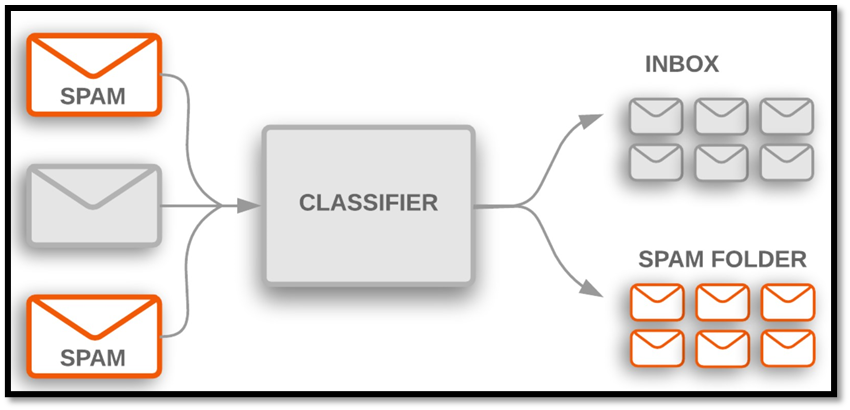 SPAM
CLASSIFIER
SPAM
INBOX
SPAM FOLDER